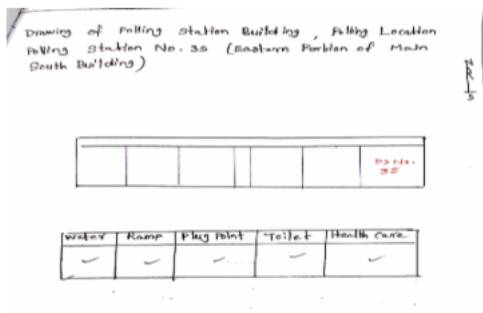 Drawing of Polling Station Building, Polling Location
Polling Station No. 35 (Eastern Portion of Main
South Building)
N
S
PS No.
35
Water Ramp Plug Point Toilet Health Care